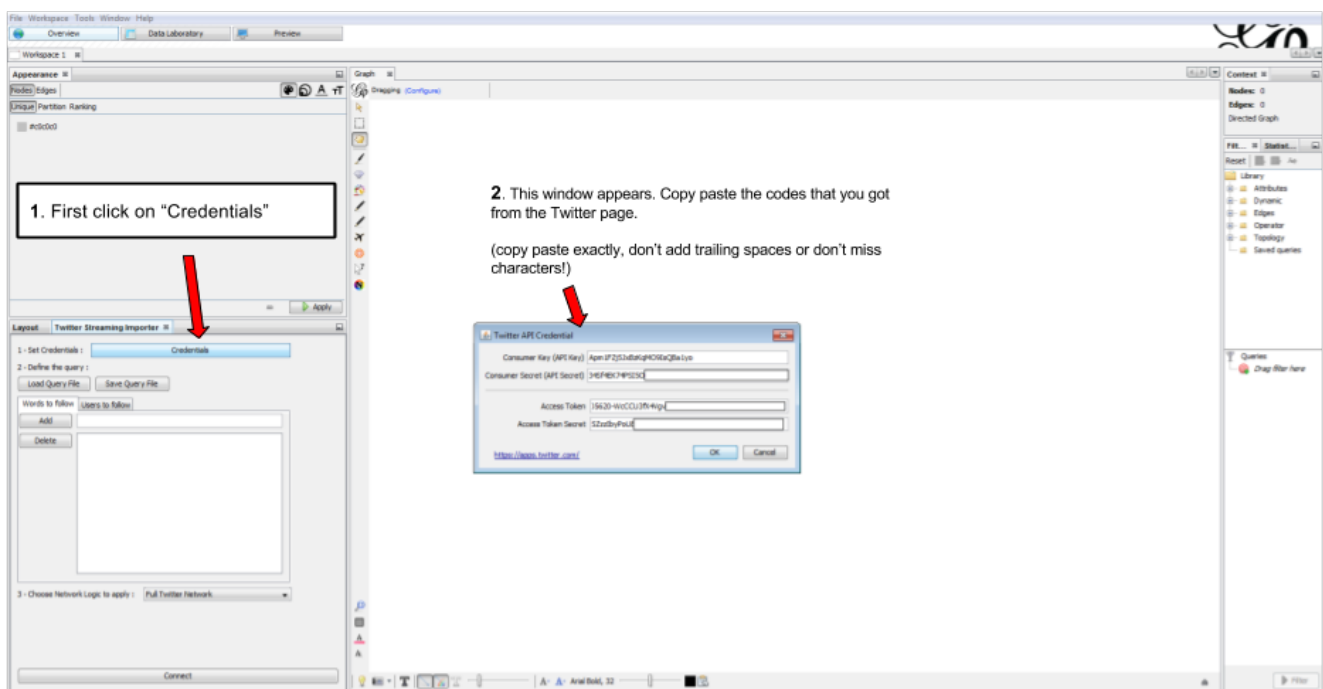 File Workspace Tools Window Help
Overview Data Laboratory Preview
Workspace 1
Appearance
Nodes Edges
Unique Partition Ranking
#c0c0c0
1. First click on “Credentials”
Apply
Layout Twitter Streaming Importer
1 - Set Credentials : Credentials
2 - Define the query :
Load Query File Save Query File
Words to follow Users to follow
Add
Delete
3 - Choose Network Logic to apply : Full Twitter Network
Connect
Graph
Dragging (Configure)
2. This window appears. Copy paste the codes that you got
from the Twitter page.
(copy paste exactly, don’t add trailing spaces or don’t miss
characters!)
Twitter API Credential
Consumer Key (API Key)
Consumer Secret (API Secret)
Access Token
Access Token Secret
https://apps.twitter.com/ OK Cancel
A- A- Arial Bold, 32
Context
Nodes: 0
Edges: 0
Directed Graph
Filt... Statist...
Reset
Library
Attributes
Dynamic
Edges
Operator
Topology
Saved queries
Queries
Drag filter here
Filter